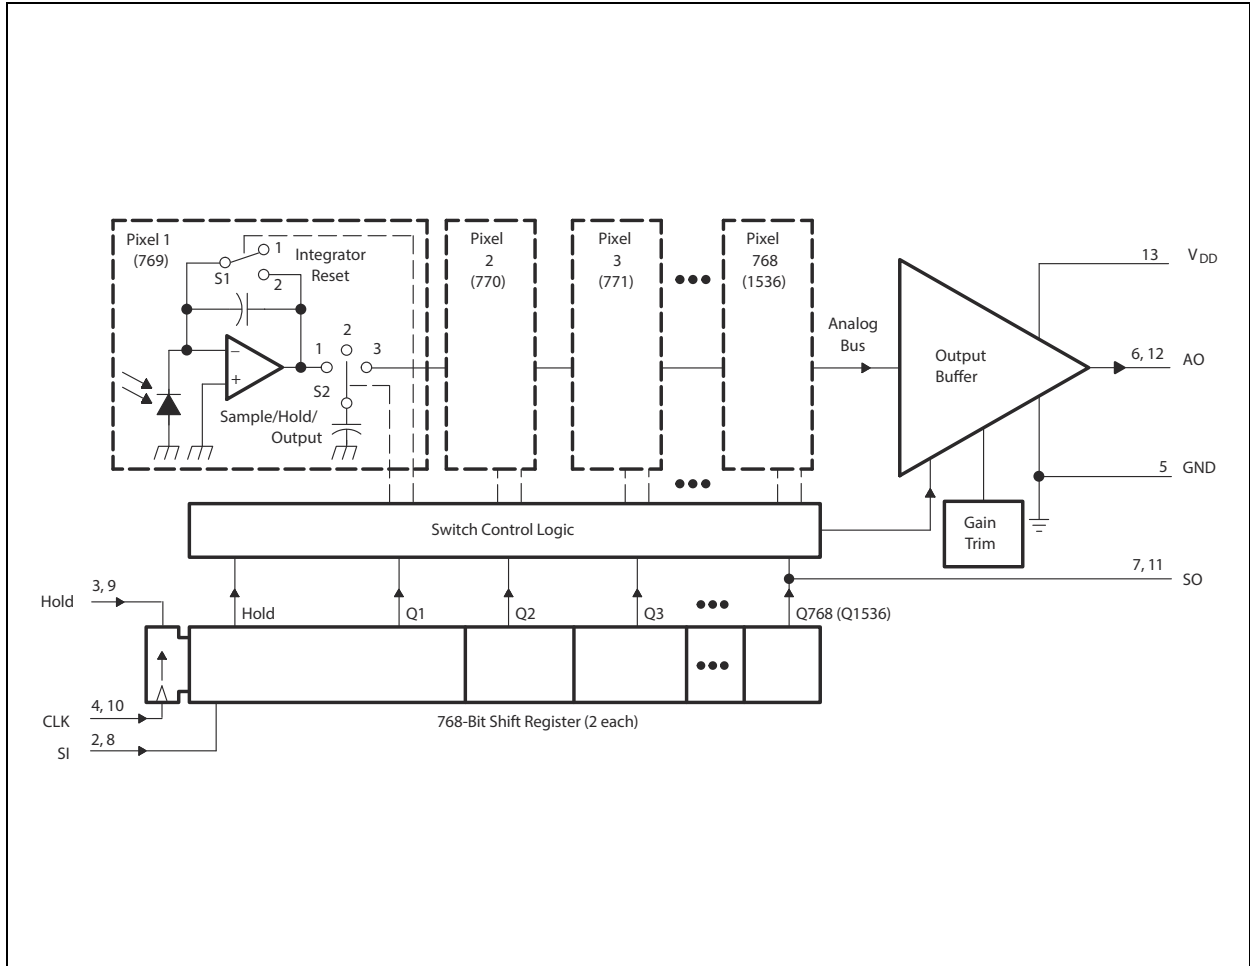 Pixel 1
(769)
1
Integrator
Reset
S1
2
Pixel
2
(770)
Pixel
3
(771)
Pixel
768
(1536)
13
VDD
Analog
Bus
Output
Buffer
6, 12
AO
−
+
1
2
3
S2
Sample/Hold/
Output
5
GND
Switch Control Logic
Gain
Trim
7, 11
SO
3, 9
Hold
Hold
Q1
Q2
Q3
Q768 (Q1536)
4, 10
CLK
2, 8
SI
768-Bit Shift Register (2 each)